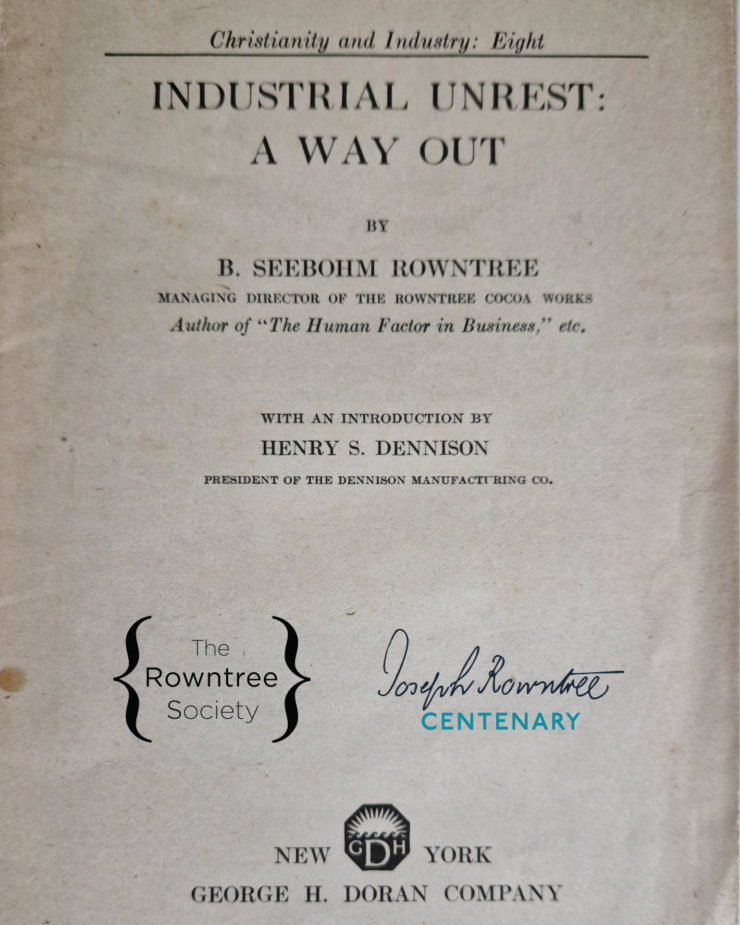 Christianity and Industry: Eight
INDUSTRIAL UNREST:
A WAY OUT
BY
B. SEEBOHM ROWNTREE
MANAGING DIRECTOR OF THE ROWNTREE COCOA WORKS
Author of "The Human Factor in Business," etc.
WITH AN INTRODUCTION BY
HENRY S. DENNISON
PRESIDENT OF THE DENNISON MANUFACTURING CO.
The
Rowntree
Society
Joseph Rowntree
CENTENARY
NEW GDH YORK
GEORGE H. DORAN COMPANY